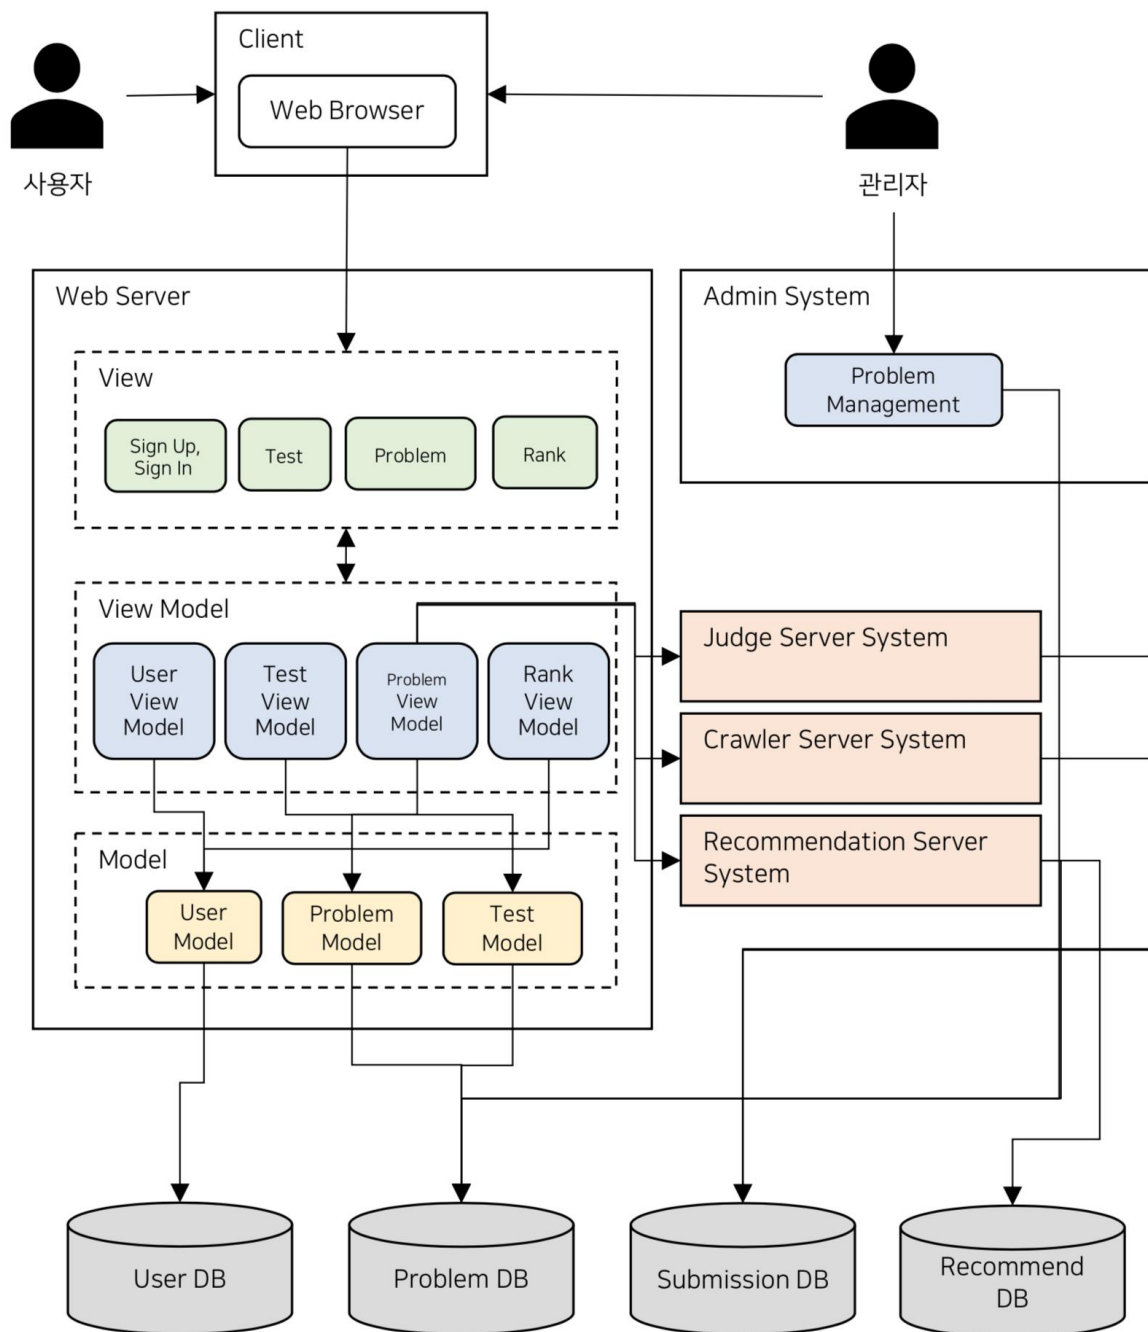 Client
Web Browser
사용자
관리자
Web Server
Admin System
Problem
Management
View
Sign Up,
Sign In
Test
Problem
Rank
View Model
User
View
Model
Test
View
Model
Problem
View
Model
Rank
View
Model
Judge Server System
Crawler Server System
Recommendation Server
System
Model
User
Model
Problem
Model
Test
Model
User DB
Problem DB
Submission DB
Recommend
DB